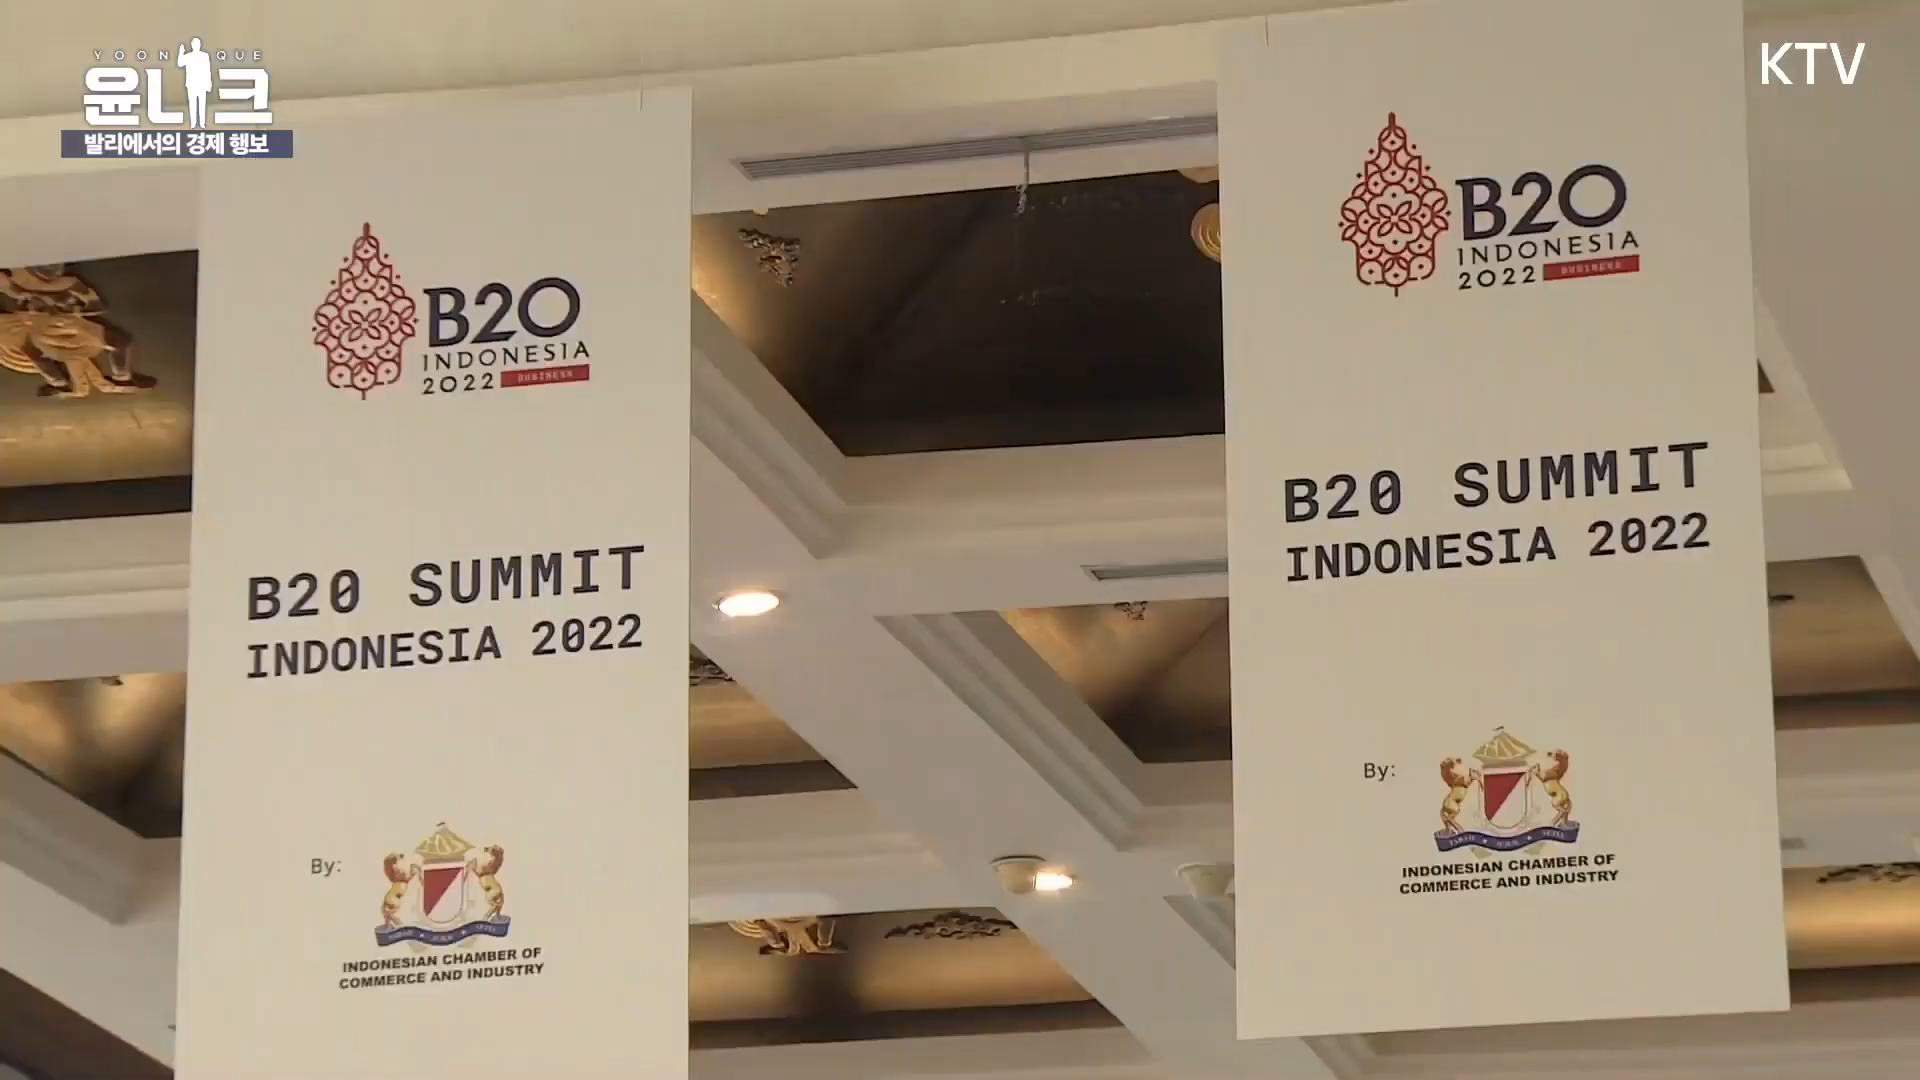 YOON QUE
윤니크
발리에서의 경제 행보
KTV
B20
INDONESIA
2022 BUSINESS
B20 SUMMIT
INDONESIA 2022
By:
INDONESIAN CHAMBER OF
COMMERCE AND INDUSTRY
B20
INDONESIA
2022 BUSINESS
B20 SUMMIT
INDONESIA 2022
By:
INDONESIAN CHAMBER OF
COMMERCE AND INDUSTRY